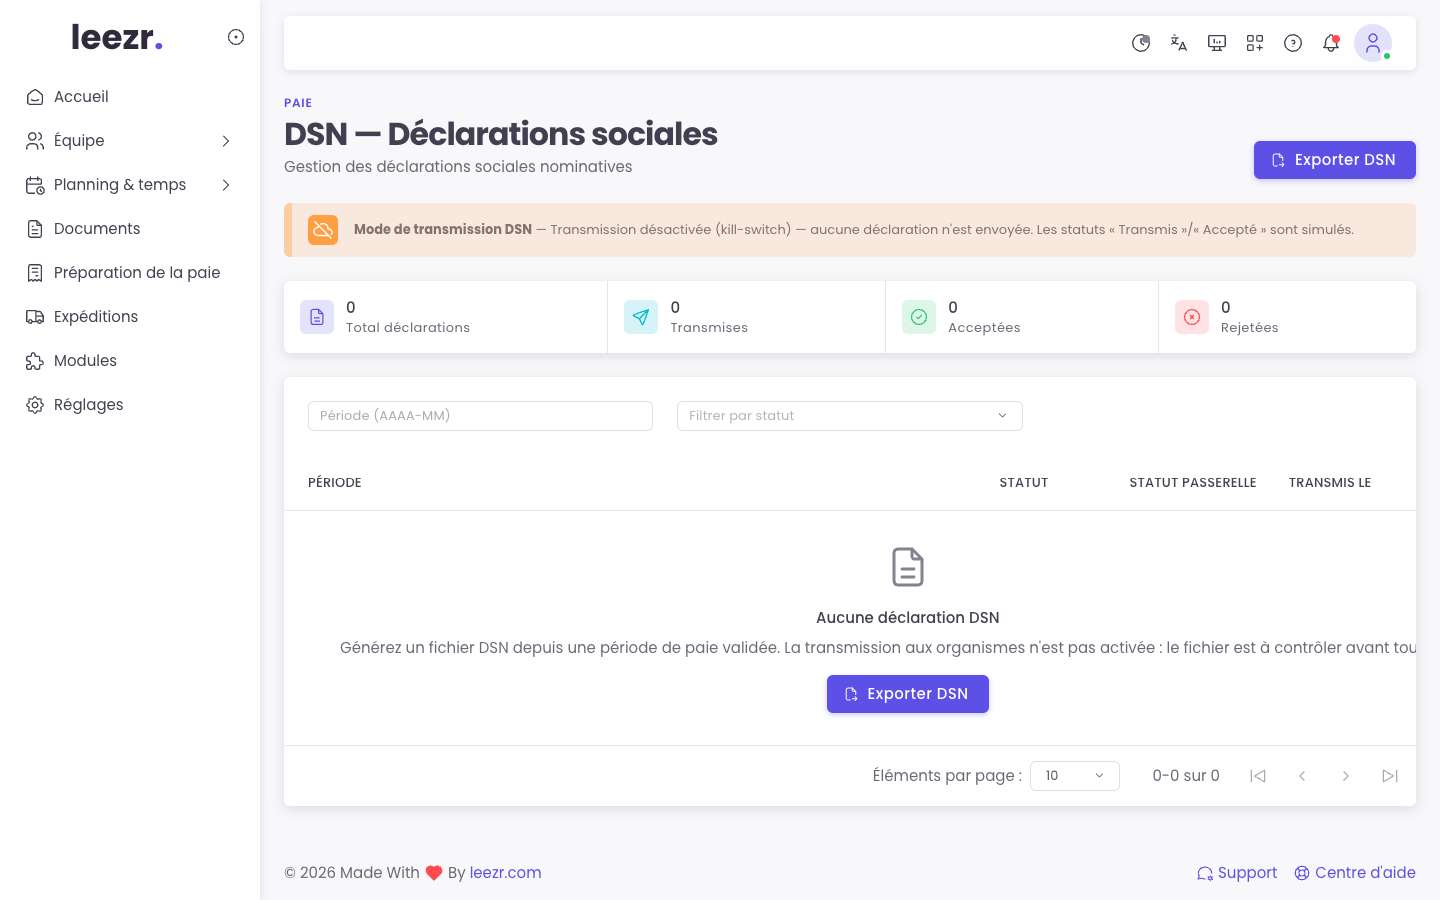 leezr.
Accueil
Équipe
Planning & temps
Documents
Préparation de la paie
Expéditions
Modules
Réglages
PAIE
DSN — Déclarations sociales
Gestion des déclarations sociales nominatives
Exporter DSN
Mode de transmission DSN — Transmission désactivée (kill-switch) — aucune déclaration n'est envoyée. Les statuts « Transmis »/« Accepté » sont simulés.
0
Total déclarations
0
Transmises
0
Acceptées
0
Rejetées
Période (AAAA-MM)
Filtrer par statut
PÉRIODE STATUT STATUT PASSERELLE TRANSMIS LE
Aucune déclaration DSN
Générez un fichier DSN depuis une période de paie validée. La transmission aux organismes n'est pas activée : le fichier est à contrôler avant tou
Exporter DSN
Éléments par page : 10 0-0 sur 0
© 2026 Made With By leezr.com
Support Centre d'aide